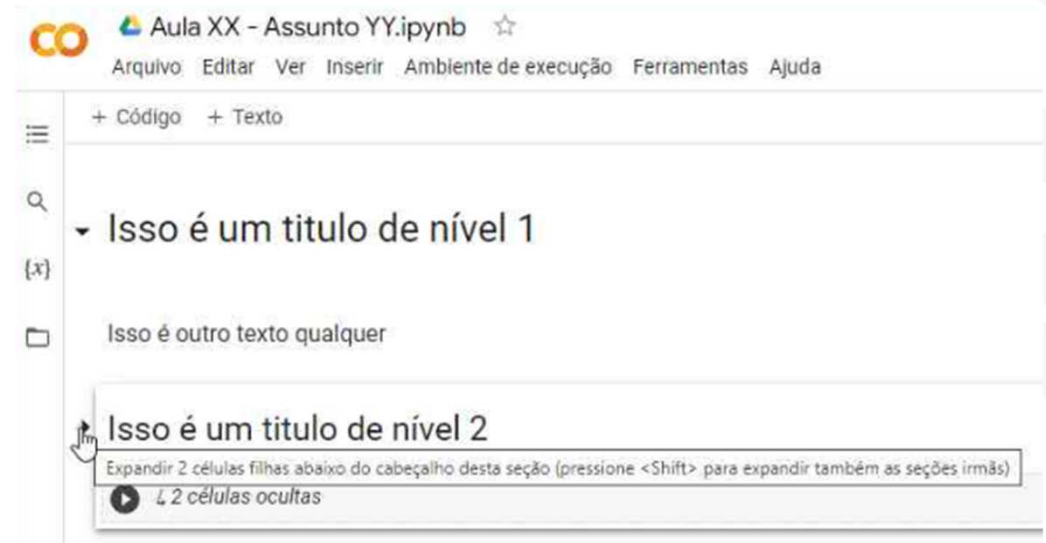 CO Aula XX - Assunto YY.ipynb
Arquivo Editar Ver Inserir Ambiente de execução Ferramentas Ajuda
+ Código + Texto
Isso é um titulo de nível 1
{x}
Isso é outro texto qualquer
Isso é um titulo de nível 2
Expandir 2 células filhas abaixo do cabeçalho desta seção (pressione <Shift> para expandir também as seções irmãs)
↳ 2 células ocultas